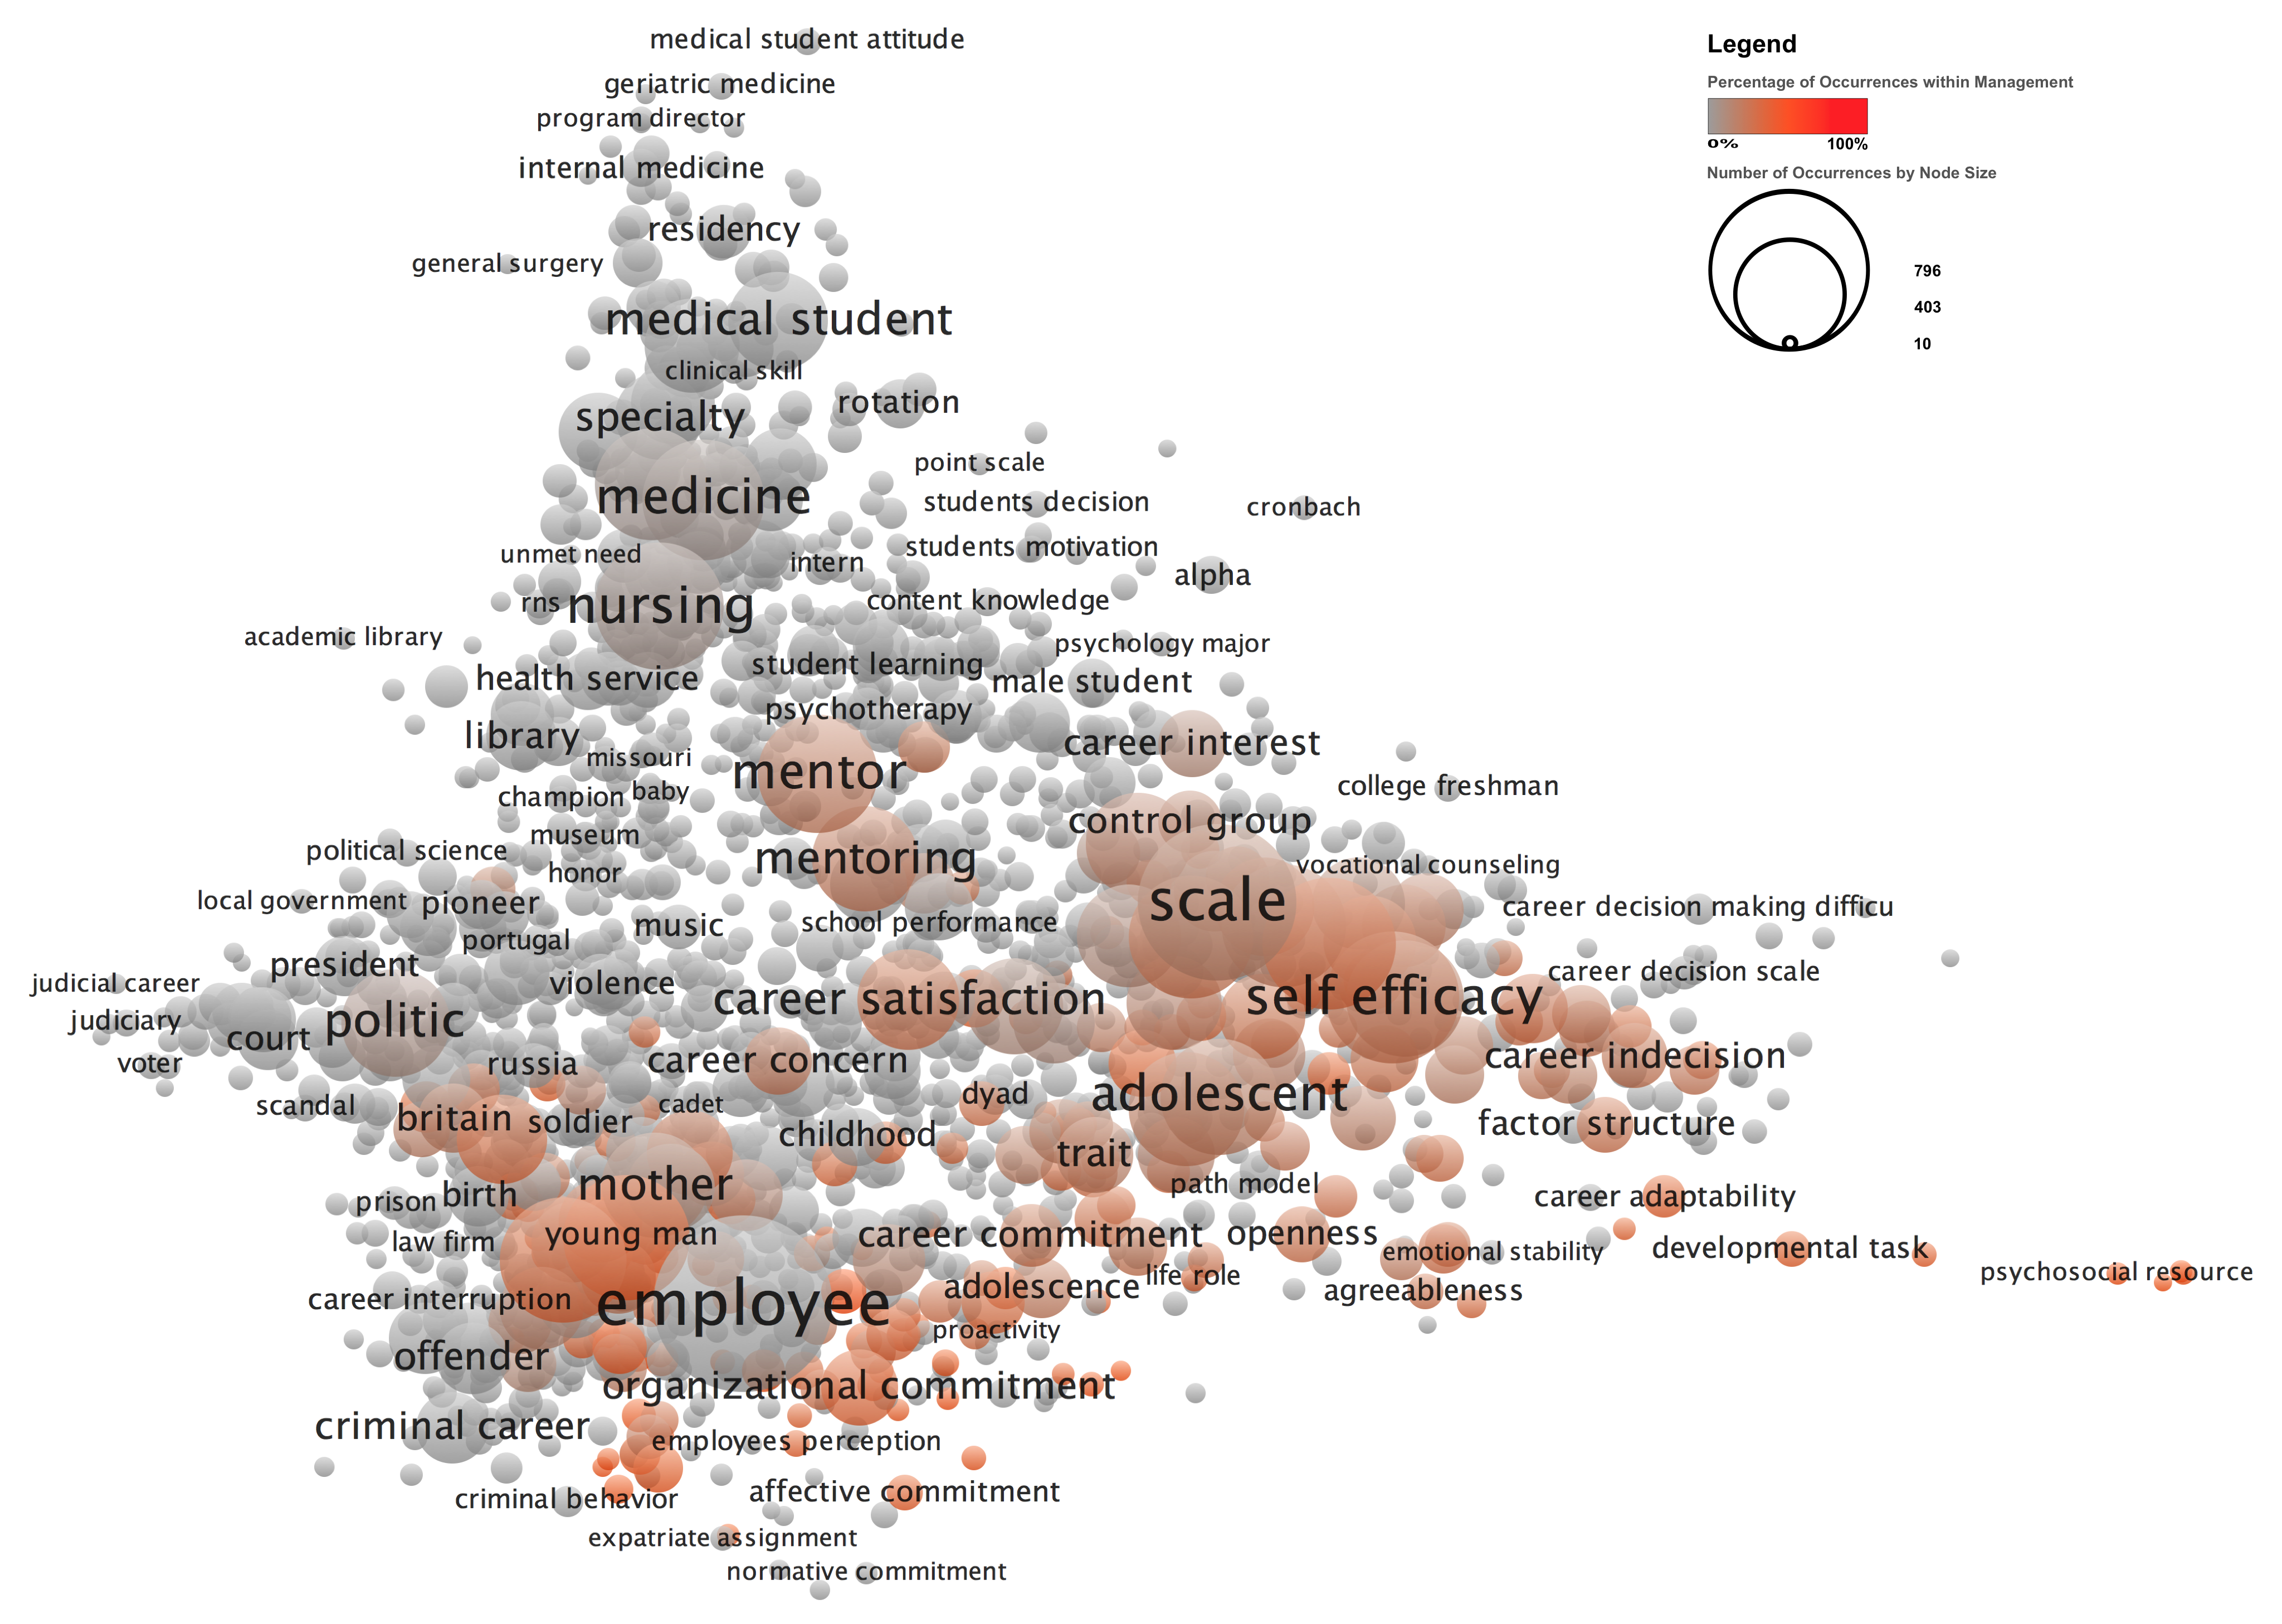 medical student attitude
Legend
geriatric medicine
Percentage of Occurrences within Management
program director
0%
100%
internal medicine
Number of Occurrences by Node Size
residency
general surgery
796
403
medical student
10
clinical skill
specialty
rotation
point scale
medicine
students decision
cronbach
unmet need
intern
students motivation
alpha
rns
nursing
content knowledge
academic library
psychology major
health service
student learning
male student
psychotherapy
library
missouri
career interest
mentor
champion
baby
college freshman
museum
control group
political science
mentoring
honor
vocational counseling
local government
pioneer
scale
music
school performance
career decision making difficu
portugal
president
judicial career
violence
career satisfaction
self efficacy
career decision scale
judiciary
politic
court
voter
russia
career concern
career indecision
scandal
britain
soldier
cadet
dyad
adolescent
childhood
factor structure
trait
prison
birth
mother
path model
career adaptability
law firm
young man
career commitment
openness
emotional stability
developmental task
psychosocial resource
career interruption
employee
adolescence
life role
agreeableness
proactivity
offender
organizational commitment
criminal career
employees perception
criminal behavior
affective commitment
expatriate assignment
normative commitment